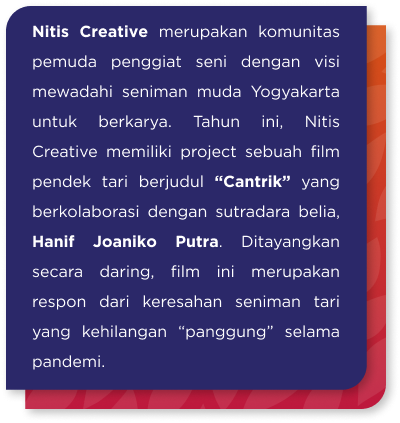 Nitis Creative merupakan komunitas
pemuda penggiat seni dengan visi
mewadahi seniman muda Yogyakarta
untuk berkarya. Tahun ini, Nitis
Creative memiliki project sebuah film
pendek tari berjudul “Cantrik” yang
berkolaborasi dengan sutradara belia,
Hanif Joaniko Putra. Ditayangkan
secara daring, film ini merupakan
respon dari keresahan seniman tari
yang kehilangan “panggung” selama
pandemi.